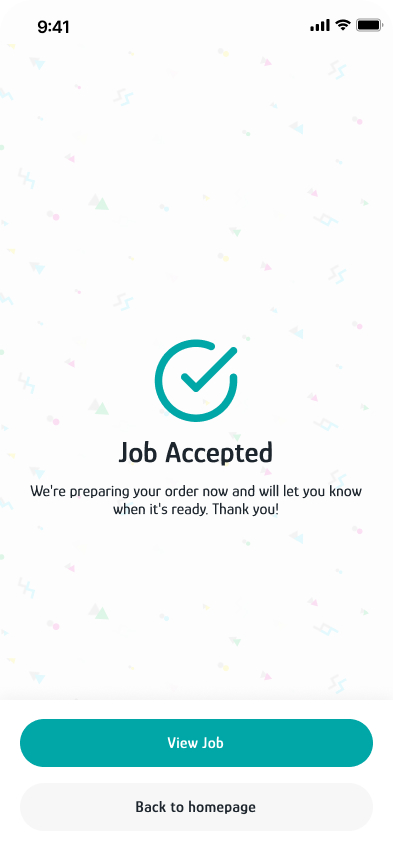 9:41
Job Accepted
We're preparing your order now and will let you know
when it's ready. Thank you!
View Job
Back to homepage